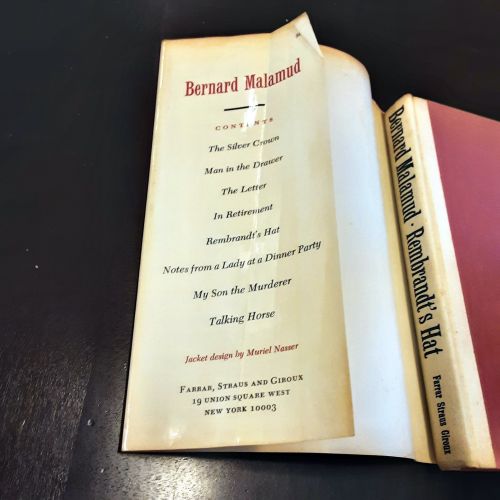 Bernard Malamud
CONTENTS
The Silver Crown
Man in the Drawer
The Letter
In Retirement
Rembrandt's Hat
Notes from a Lady at a Dinner Party
My Son the Murderer
Talking Horse
Jacket design by Muriel Nasser
FARRAR, STRAUS AND GIROUX
19 UNION SQUARE WEST
NEW YORK 10003
Bernard Malamud · Rembrandt's Hat
Farrar Straus Giroux